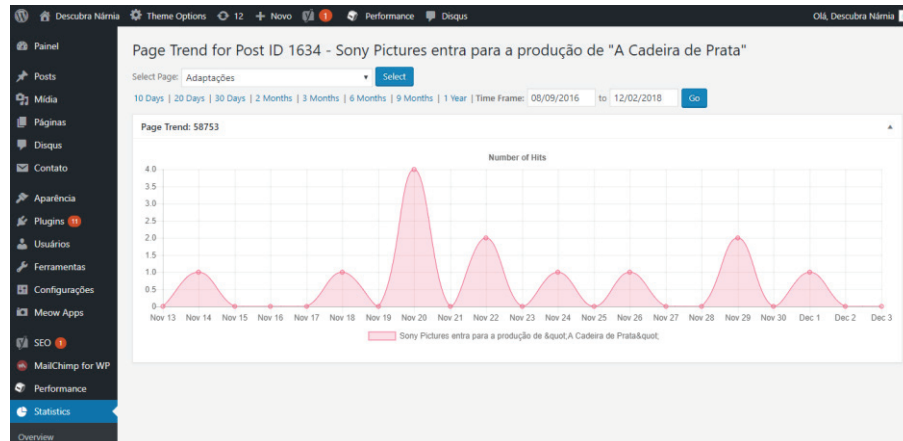 Descubra Nárnia Theme Options 12 + Novo 1 Performance Disqus Olá, Descubra Nárnia
Painel
Posts
Mídia
Páginas
Disqus
Contato
Aparência
Plugins 11
Usuários
Ferramentas
Configurações
Meow Apps
SEO 1
MailChimp for WP
Performance
Statistics
Overview
Page Trend for Post ID 1634 - Sony Pictures entra para a produção de "A Cadeira de Prata"
Select Page: Adaptações Select
10 Days | 20 Days | 30 Days | 2 Months | 3 Months | 6 Months | 9 Months | 1 Year | Time Frame: 08/09/2016 to 12/02/2018 Go
Page Trend: 58753
Number of Hits
4.0
3.5
3.0
2.5
2.0
1.5
1.0
0.5
0
Nov 13 Nov 14 Nov 15 Nov 16 Nov 17 Nov 18 Nov 19 Nov 20 Nov 21 Nov 22 Nov 23 Nov 24 Nov 25 Nov 26 Nov 27 Nov 28 Nov 29 Nov 30 Dec 1 Dec 2 Dec 3
Sony Pictures entra para a produção de &quot;A Cadeira de Prata&quot;